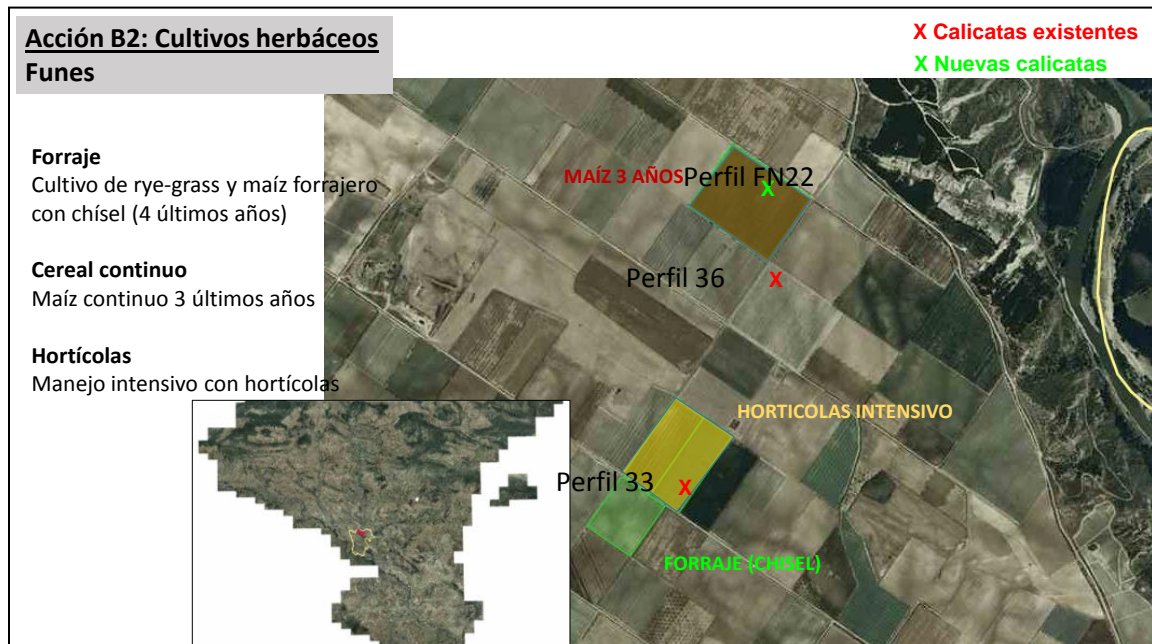 Acción B2: Cultivos herbáceos
Funes
X Calicatas existentes
X Nuevas calicatas
Forraje
Cultivo de rye-grass y maíz forrajero
con chísel (4 últimos años)
Cereal continuo
Maíz continuo 3 últimos años
Hortícolas
Manejo intensivo con hortícolas
MAÍZ 3 AÑOS
Perfil FN22
X
Perfil 36
X
HORTICOLAS INTENSIVO
Perfil 33
X
FORRAJE (CHISEL)